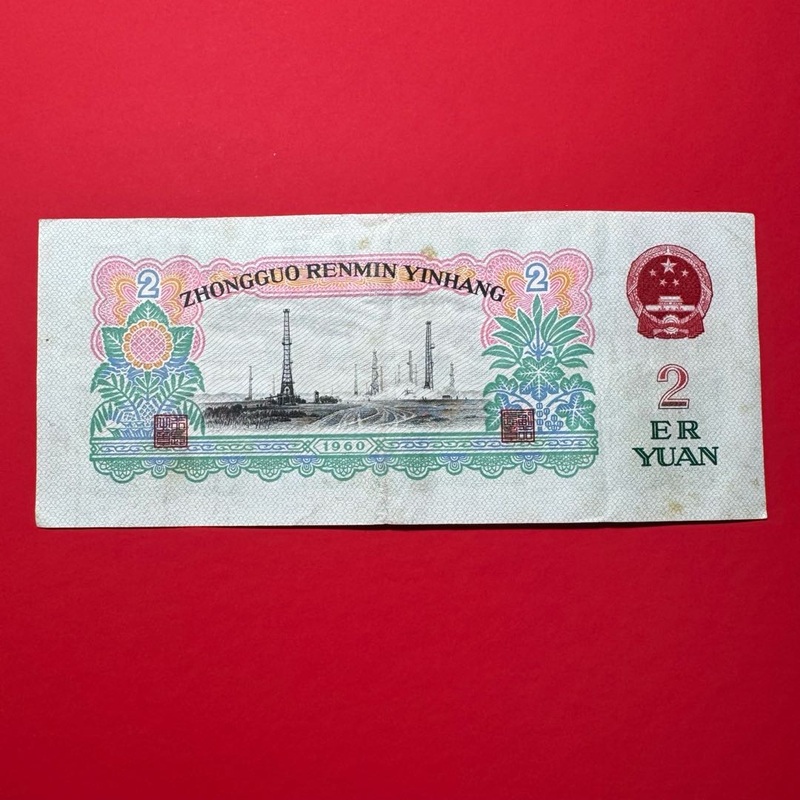 2
ZHONGGUO RENMIN YINHANG
2
1960
2
ER
YUAN